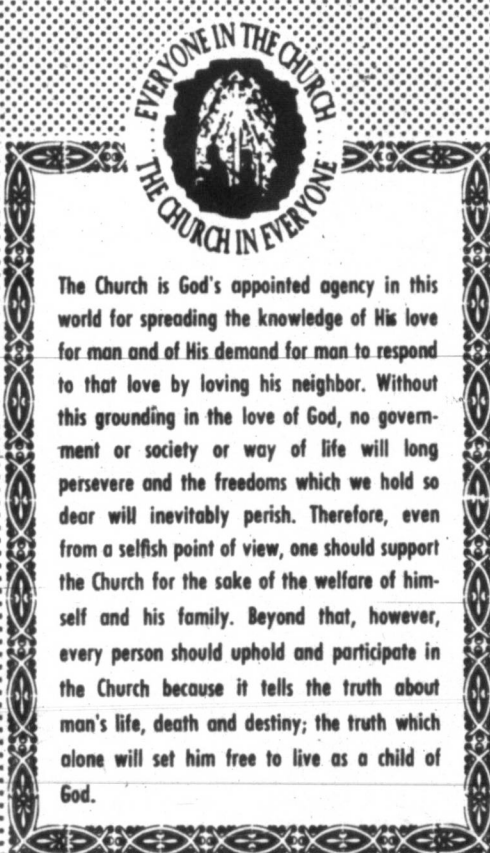 EVERYONE IN THE CHURCH...
THE CHURCH IN EVERYONE...
The Church is God's appointed agency in this
world for spreading the knowledge of His love
for man and of His demand for man to respond
to that love by loving his neighbor. Without
this grounding in the love of God, no govern-
ment or society or way of life will long
persevere and the freedoms which we hold so
dear will inevitably perish. Therefore, even
from a selfish point of view, one should support
the Church for the sake of the welfare of him-
self and his family. Beyond that, however,
every person should uphold and participate in
the Church because it tells the truth about
man's life, death and destiny; the truth which
alone will set him free to live as a child of
God.